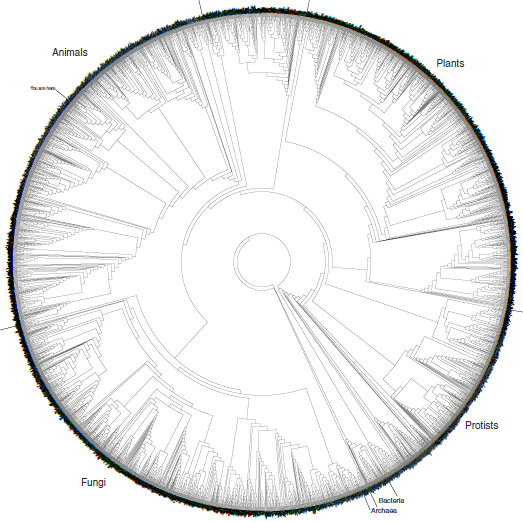 Animals
Plants
You are here
Protists
Fungi
Bacteria
Archaea